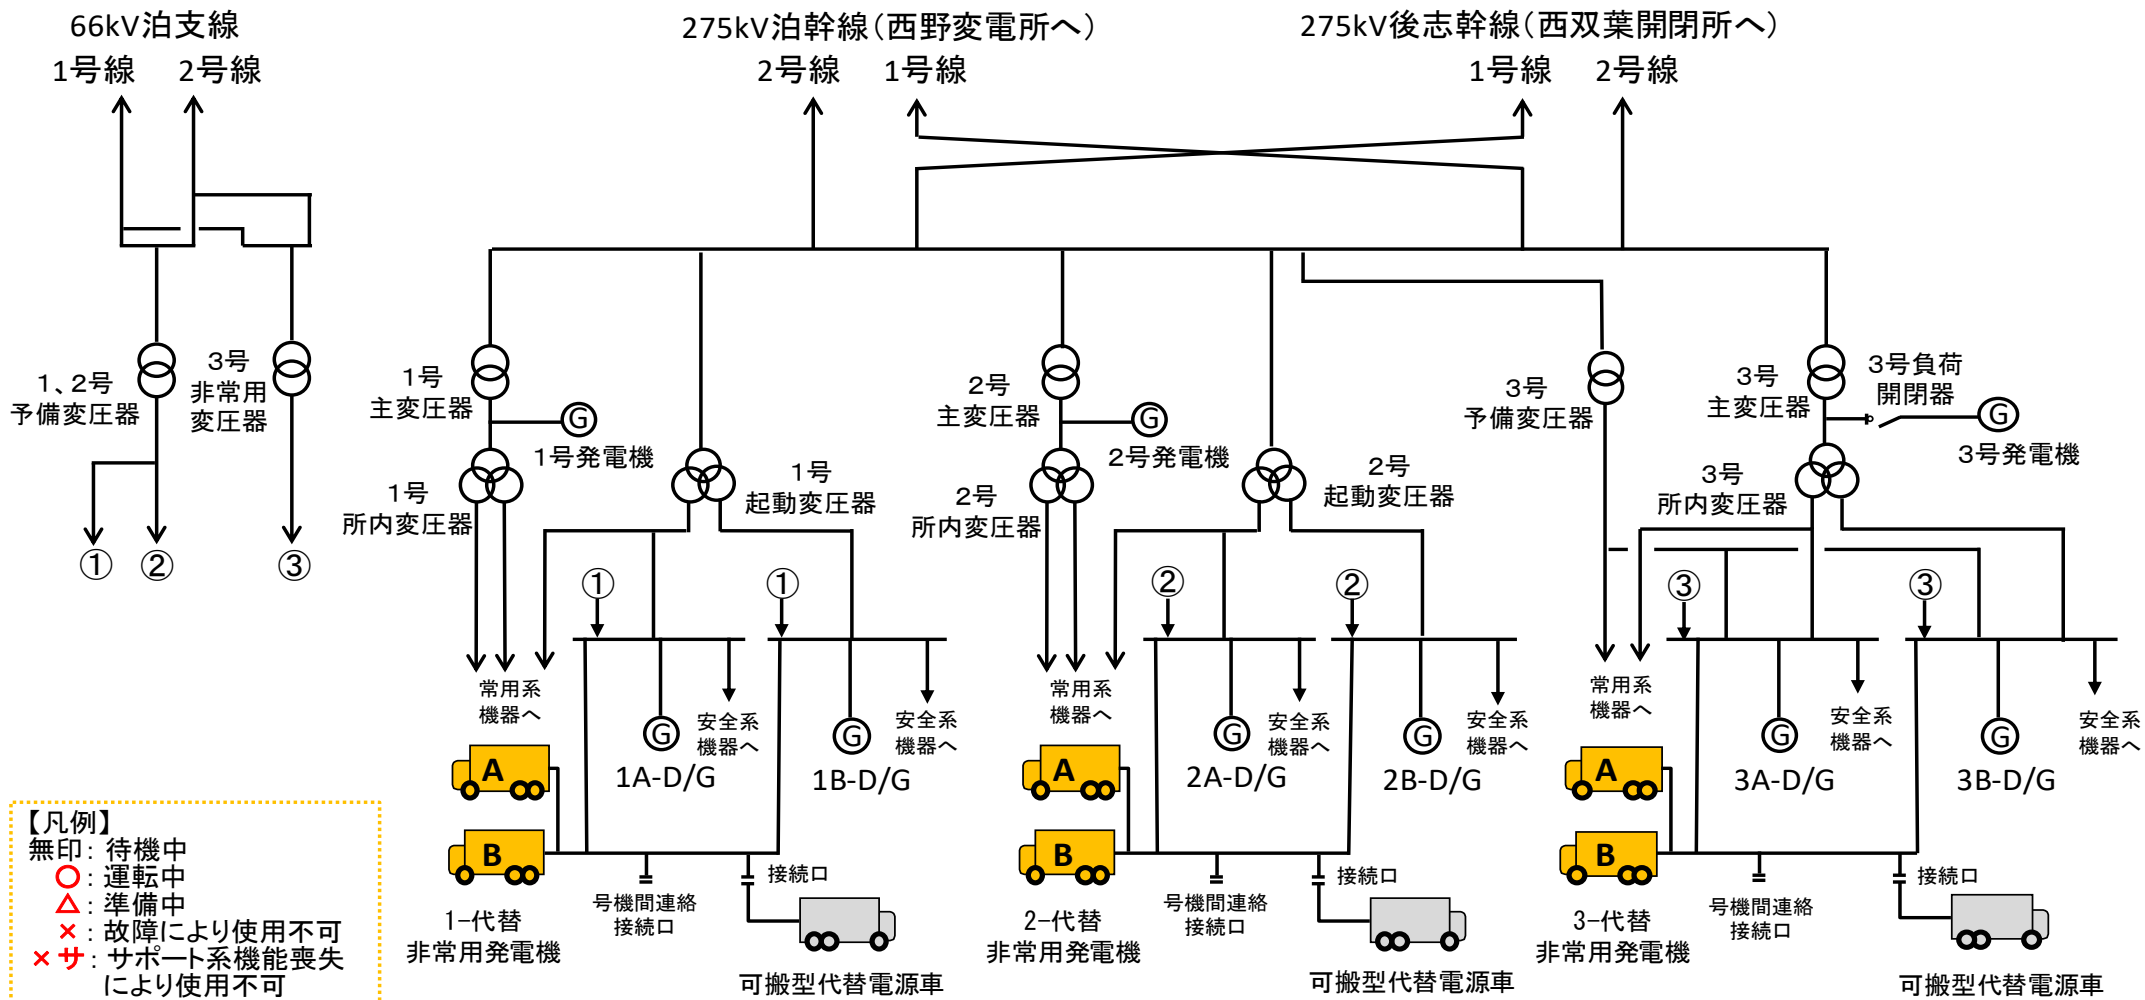 66kV泊支線
1号線 2号線
275kV泊幹線(西野変電所へ)
2号線 1号線
275kV後志幹線(西双葉開閉所へ)
1号線 2号線
1、2号
予備変圧器
3号
非常用
変圧器
① ② ③
1号
主変圧器
G
1号発電機
1号
所内変圧器
1号
起動変圧器
2号
主変圧器
G
2号発電機
2号
所内変圧器
2号
起動変圧器
3号
予備変圧器
3号
主変圧器
3号負荷
開閉器
G
3号発電機
3号
所内変圧器
① ①
② ②
③ ③
常用系
機器へ
G
1A-D/G
安全系
機器へ
G
1B-D/G
安全系
機器へ
常用系
機器へ
G
2A-D/G
安全系
機器へ
G
2B-D/G
安全系
機器へ
常用系
機器へ
G
3A-D/G
安全系
機器へ
G
3B-D/G
安全系
機器へ
A
B
1-代替
非常用発電機
号機間連絡
接続口
接続口
可搬型代替電源車
A
B
2-代替
非常用発電機
号機間連絡
接続口
接続口
可搬型代替電源車
A
B
3-代替
非常用発電機
号機間連絡
接続口
接続口
可搬型代替電源車
【凡例】
無印: 待機中
○: 運転中
△: 準備中
×: 故障により使用不可
×サ: サポート系機能喪失
により使用不可